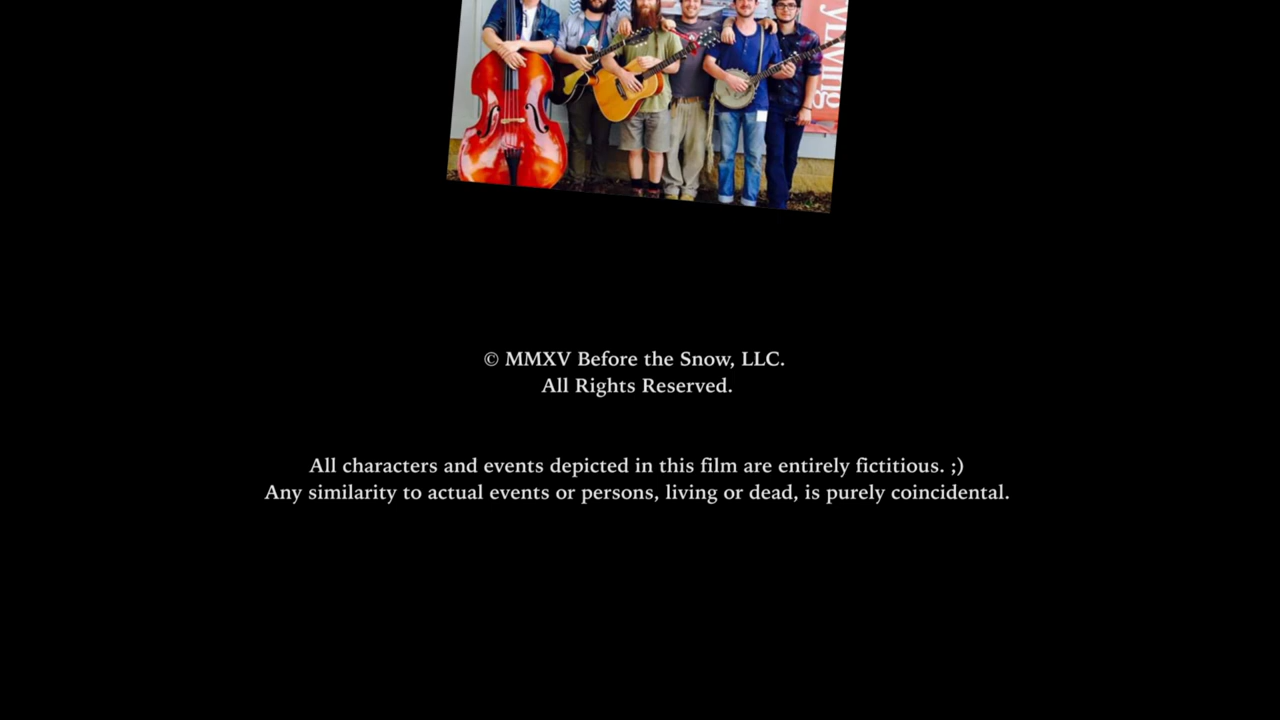 yLiving
© MMXV Before the Snow, LLC.
All Rights Reserved.
All characters and events depicted in this film are entirely fictitious. ;)
Any similarity to actual events or persons, living or dead, is purely coincidental.